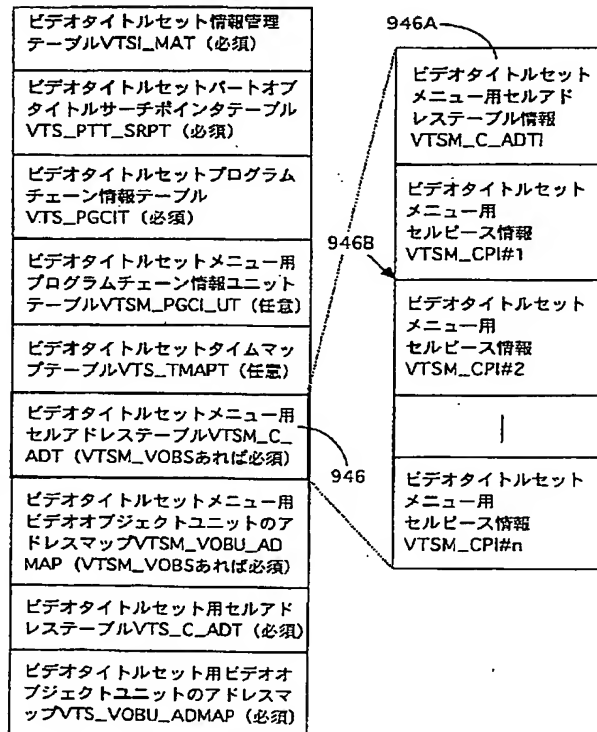 ビデオタイトルセット情報管理
テーブルVTSI_MAT（必須）
ビデオタイトルセットパートオブ
タイトルサーチポインタテーブル
VTS_PTT_SRPT（必須）
ビデオタイトルセットプログラム
チェーン情報テーブル
VTS_PGCIT（必須）
ビデオタイトルセットメニュー用
プログラムチェーン情報ユニット
テーブルVTSM_PGCI_UT（任意）
ビデオタイトルセットタイムマッ
プテーブルVTS_TMAPT（任意）
ビデオタイトルセットメニュー用
セルアドレステーブルVTSM_C_
ADT（VTSM_VOBSあれば必須）
ビデオタイトルセットメニュー用
ビデオオブジェクトユニットのア
ドレスマップVTSM_VOBU_AD
MAP（VTSM_VOBSあれば必須）
ビデオタイトルセット用セルアド
レステーブルVTS_C_ADT（必須）
ビデオタイトルセット用ビデオオ
ブジェクトユニットのアドレスマ
ップVTS_VOBU_ADMAP（必須）
946
946A
946B
ビデオタイトルセット
メニュー用セルアド
レステーブル情報
VTSM_C_ADTI
ビデオタイトルセット
メニュー用
セルピース情報
VTSM_CPI#1
ビデオタイトルセット
メニュー用
セルピース情報
VTSM_CPI#2
ビデオタイトルセット
メニュー用
セルピース情報
VTSM_CPI#n